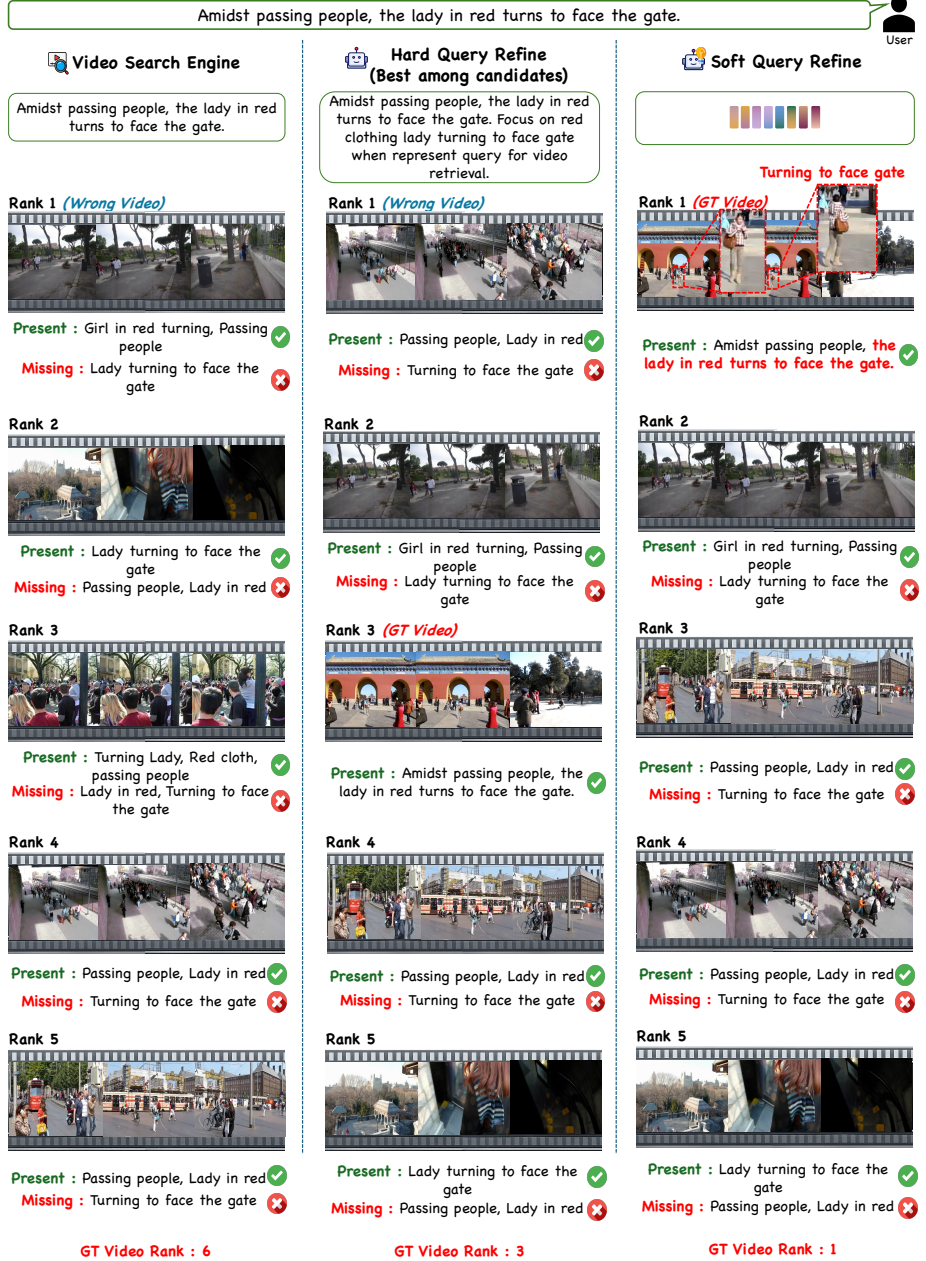 Amidst passing people, the lady in red turns to face the gate.
User
Video Search Engine
Amidst passing people, the lady in red
turns to face the gate.
Rank 1 (Wrong Video)
Present : Girl in red turning, Passing
people
Missing : Lady turning to face the
gate
Rank 2
Present : Lady turning to face the
gate
Missing : Passing people, Lady in red
Rank 3
Present : Turning Lady, Red cloth,
passing people
Missing : Lady in red, Turning to face
the gate
Rank 4
Present : Passing people, Lady in red
Missing : Turning to face the gate
Rank 5
Present : Passing people, Lady in red
Missing : Turning to face the gate
GT Video Rank : 6
Hard Query Refine
(Best among candidates)
Amidst passing people, the lady in red
turns to face the gate. Focus on red
clothing lady turning to face gate
when represent query for video
retrieval.
Rank 1 (Wrong Video)
Present : Passing people, Lady in red
Missing : Turning to face the gate
Rank 2
Present : Girl in red turning, Passing
people
Missing : Lady turning to face the
gate
Rank 3 (GT Video)
Present : Amidst passing people, the
lady in red turns to face the gate.
Rank 4
Present : Passing people, Lady in red
Missing : Turning to face the gate
Rank 5
Present : Lady turning to face the
gate
Missing : Passing people, Lady in red
GT Video Rank : 3
Soft Query Refine
Turning to face gate
Rank 1 (GT Video)
Present : Amidst passing people, the
lady in red turns to face the gate.
Rank 2
Present : Girl in red turning, Passing
people
Missing : Lady turning to face the
gate
Rank 3
Present : Passing people, Lady in red
Missing : Turning to face the gate
Rank 4
Present : Passing people, Lady in red
Missing : Turning to face the gate
Rank 5
Present : Lady turning to face the
gate
Missing : Passing people, Lady in red
GT Video Rank : 1